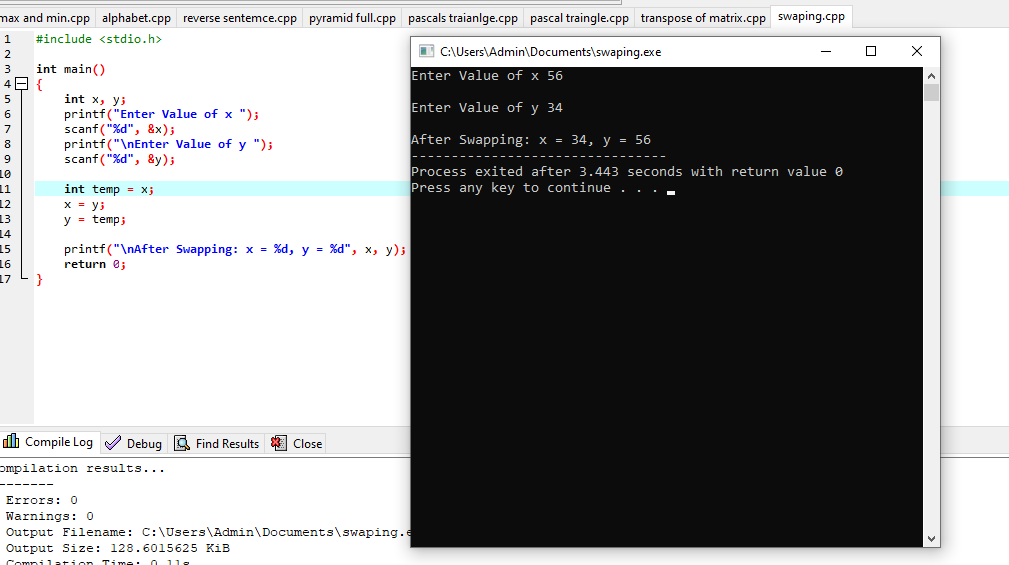 max and min.cpp alphabet.cpp reverse sentemce.cpp pyramid full.cpp pascals traianlge.cpp pascal traingle.cpp transpose of matrix.cpp swaping.cpp
1 #include <stdio.h>
2
3 int main()
4 {
5 int x, y;
6 printf("Enter Value of x ");
7 scanf("%d", &x);
8 printf("\nEnter Value of y ");
9 scanf("%d", &y);
10
11 int temp = x;
12 x = y;
13 y = temp;
14
15 printf("\nAfter Swapping: x = %d, y = %d", x, y);
16 return 0;
17 }
C:\Users\Admin\Documents\swaping.exe
Enter Value of x 56
Enter Value of y 34
After Swapping: x = 34, y = 56
--------------------------------
Process exited after 3.443 seconds with return value 0
Press any key to continue . . .
Compile Log Debug Find Results Close
ompilation results...
-------
Errors: 0
Warnings: 0
Output Filename: C:\Users\Admin\Documents\swaping.e
Output Size: 128.6015625 KiB
Compilation Time: 0.11s